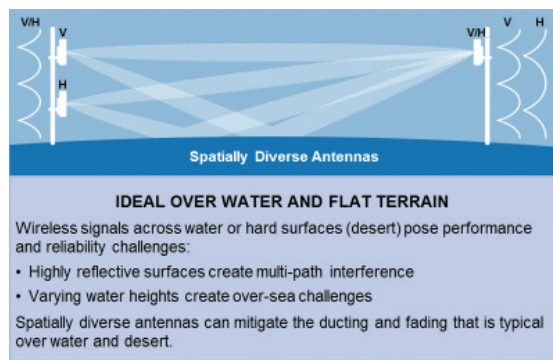 V/H
V
V/H
V
H
H
Spatially Diverse Antennas
IDEAL OVER WATER AND FLAT TERRAIN
Wireless signals across water or hard surfaces (desert) pose performance
and reliability challenges:
• Highly reflective surfaces create multi-path interference
• Varying water heights create over-sea challenges
Spatially diverse antennas can mitigate the ducting and fading that is typical
over water and desert.